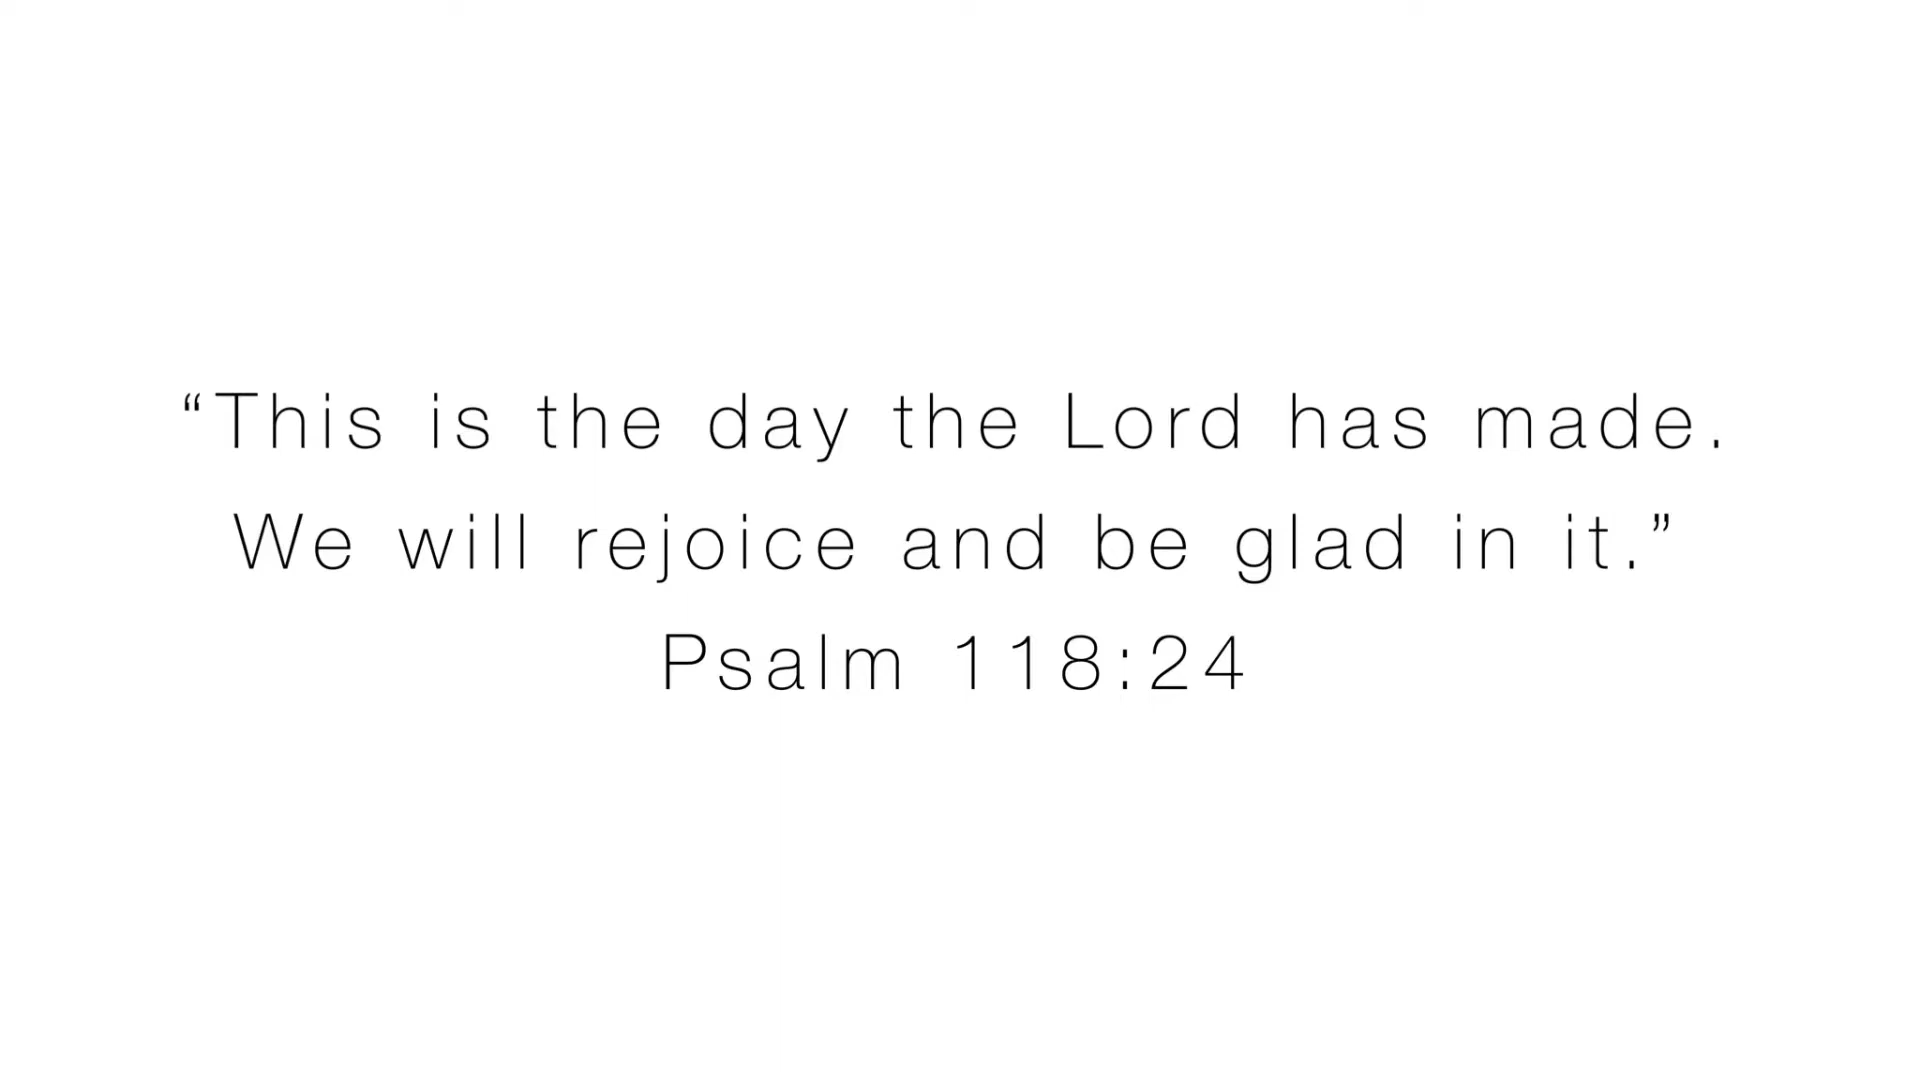 “This is the day the Lord has made.
We will rejoice and be glad in it.”
Psalm 118:24